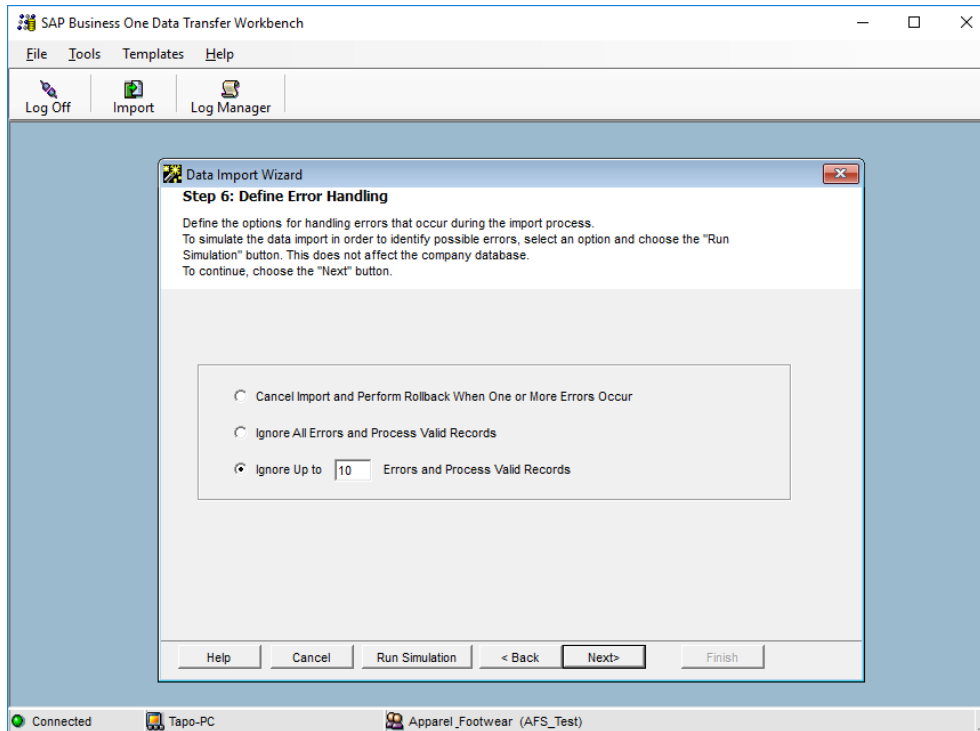 SAP Business One Data Transfer Workbench
File Tools Templates Help
Log Off Import Log Manager
Data Import Wizard
Step 6: Define Error Handling
Define the options for handling errors that occur during the import process.
To simulate the data import in order to identify possible errors, select an option and choose the "Run
Simulation" button. This does not affect the company database.
To continue, choose the "Next" button.
Cancel Import and Perform Rollback When One or More Errors Occur
Ignore All Errors and Process Valid Records
Ignore Up to 10 Errors and Process Valid Records
Help Cancel Run Simulation < Back Next> Finish
Connected Tapo-PC Apparel_Footwear (AFS_Test)